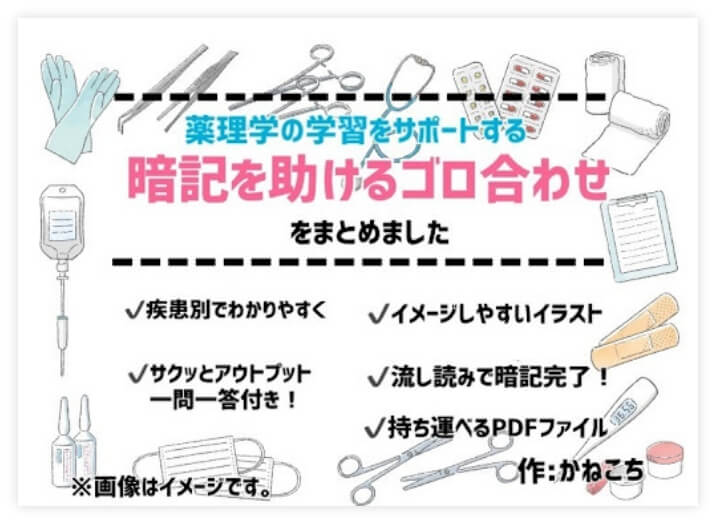 薬理学の学習をサポートする
暗記を助けるゴロ合わせ
をまとめました
✓疾患別でわかりやすく
✓イメージしやすいイラスト
✓サクッとアウトプット
一問一答付き！
✓流し読みで暗記完了！
✓持ち運べるPDFファイル
作:かねこち
※画像はイメージです。